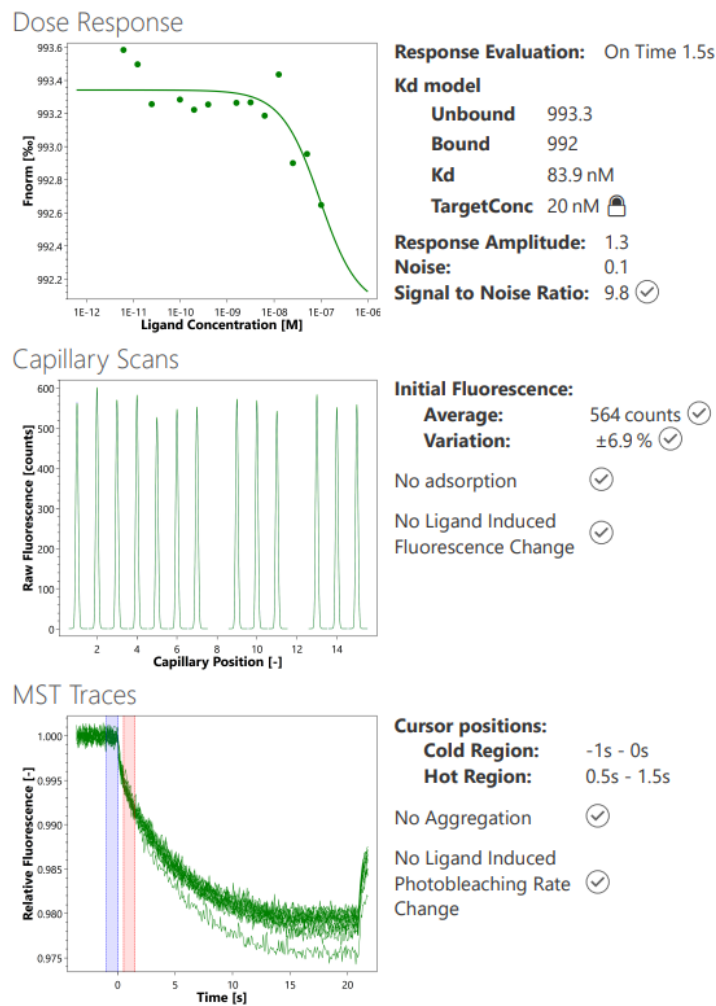 Dose Response
Fnorm [‰]
993.6
993.4
993.2
993.0
992.8
992.6
992.4
992.2
1E-12 1E-11 1E-10 1E-09 1E-08 1E-07 1E-06
Ligand Concentration [M]
Response Evaluation: On Time 1.5s
Kd model
Unbound 993.3
Bound 992
Kd 83.9 nM
TargetConc 20 nM
Response Amplitude: 1.3
Noise: 0.1
Signal to Noise Ratio: 9.8
Capillary Scans
Raw Fluorescence [counts]
600
500
400
300
200
100
0
2 4 6 8 10 12 14
Capillary Position [-]
Initial Fluorescence:
Average: 564 counts
Variation: ±6.9 %
No adsorption
No Ligand Induced
Fluorescence Change
MST Traces
Relative Fluorescence [-]
1.000
0.995
0.990
0.985
0.980
0.975
0 5 10 15 20
Time [s]
Cursor positions:
Cold Region: -1s - 0s
Hot Region: 0.5s - 1.5s
No Aggregation
No Ligand Induced
Photobleaching Rate
Change